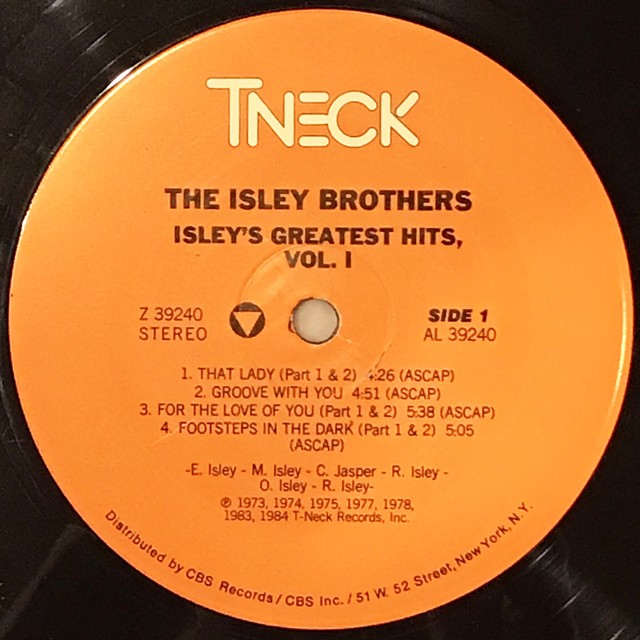 TNECK
THE ISLEY BROTHERS
ISLEY'S GREATEST HITS,
VOL. I
Z 39240
STEREO
SIDE 1
AL 39240
1. THAT LADY (Part 1 & 2) 4:26 (ASCAP)
2. GROOVE WITH YOU 4:51 (ASCAP)
3. FOR THE LOVE OF YOU (Part 1 & 2) 5:38 (ASCAP)
4. FOOTSTEPS IN THE DARK (Part 1 & 2) 5:05
(ASCAP)
-E. Isley - M. Isley - C. Jasper - R. Isley -
O. Isley - R. Isley-
℗ 1973, 1974, 1975, 1977, 1978,
1983, 1984 T-Neck Records, Inc.
Distributed by CBS Records/CBS Inc./51 W. 52 Street, New York, N.Y.